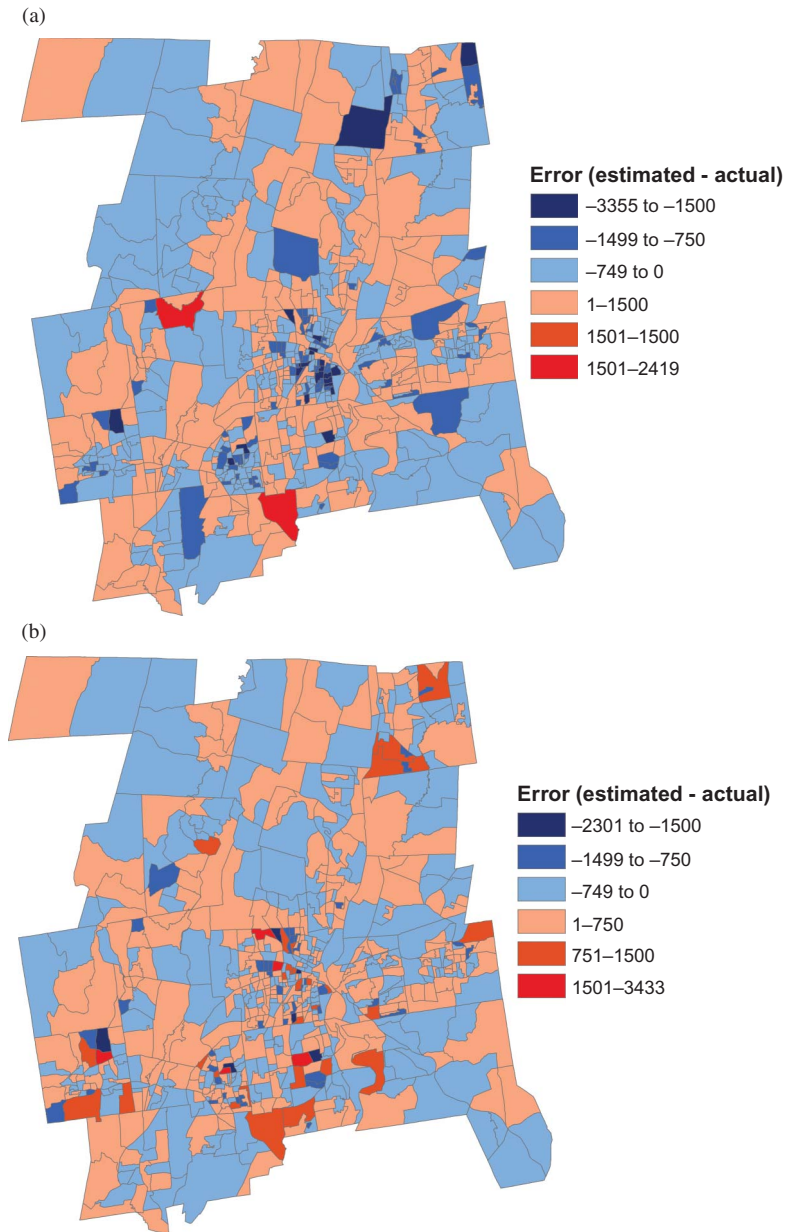 (a)
Error (estimated - actual)
–3355 to –1500
–1499 to –750
–749 to 0
1–1500
1501–1500
1501–2419
(b)
Error (estimated - actual)
–2301 to –1500
–1499 to –750
–749 to 0
1–750
751–1500
1501–3433